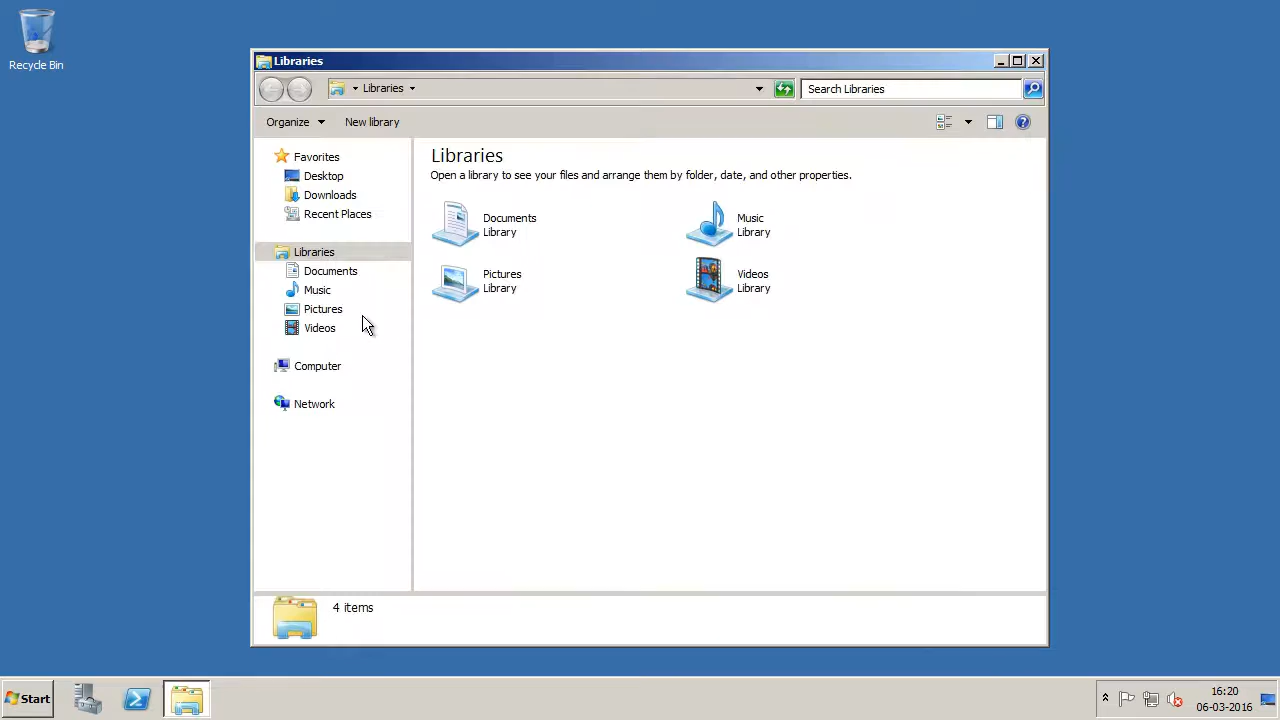 Recycle Bin
Libraries
Libraries
Search Libraries
Organize
New library
Favorites
Desktop
Downloads
Recent Places
Libraries
Documents
Music
Pictures
Videos
Computer
Network
Libraries
Open a library to see your files and arrange them by folder, date, and other properties.
Documents
Library
Music
Library
Pictures
Library
Videos
Library
4 items
Start
16:20
06-03-2016